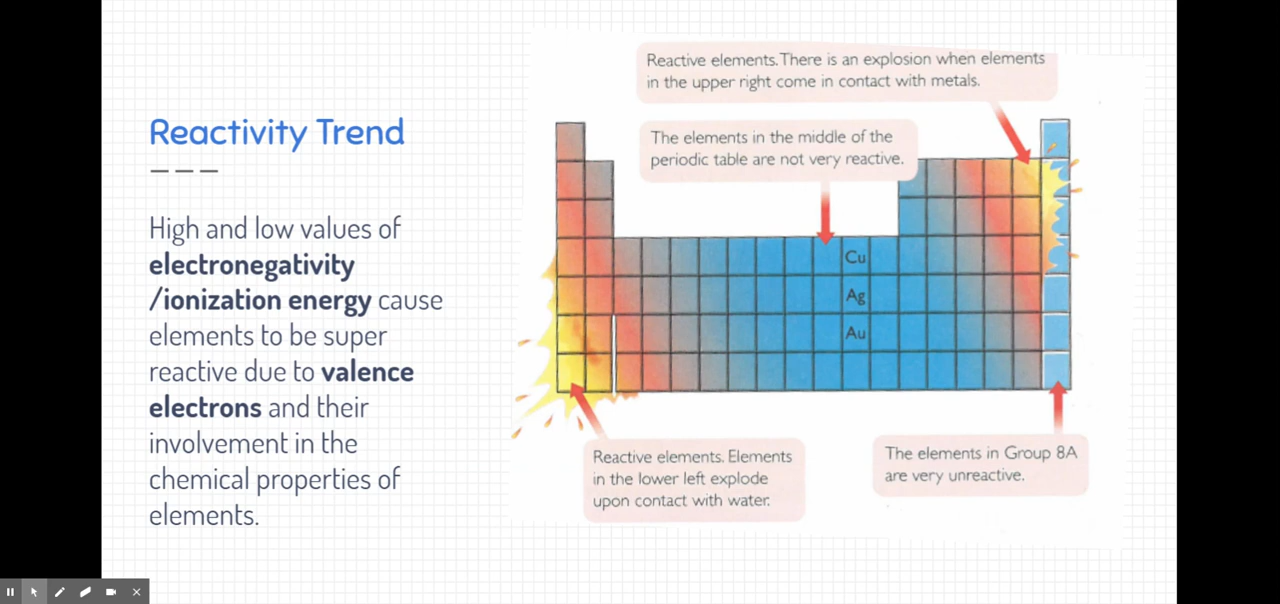 Reactivity Trend
High and low values of
electronegativity
/ionization energy cause
elements to be super
reactive due to valence
electrons and their
involvement in the
chemical properties of
elements.
Reactive elements. There is an explosion when elements
in the upper right come in contact with metals.
The elements in the middle of the
periodic table are not very reactive.
Cu
Ag
Au
Reactive elements. Elements
in the lower left explode
upon contact with water.
The elements in Group 8A
are very unreactive.